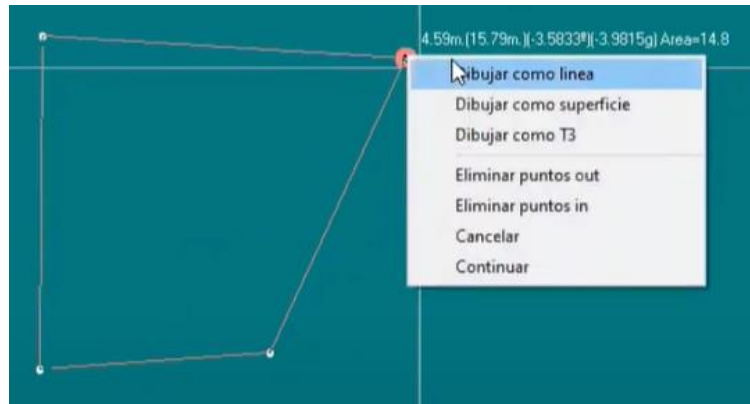 4.59m.(15.79m.)(-3.5833º)(-3.9815g) Area=14.8
Dibujar como linea
Dibujar como superficie
Dibujar como T3
Eliminar puntos out
Eliminar puntos in
Cancelar
Continuar